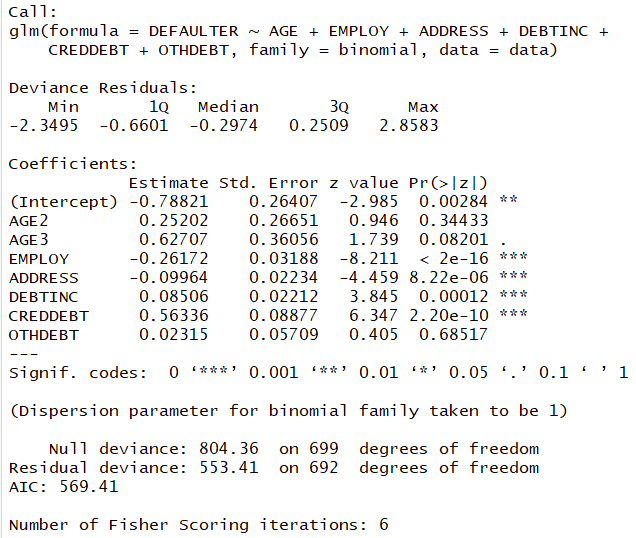 Call:
glm(formula = DEFAULTER ~ AGE + EMPLOY + ADDRESS + DEBTINC +
    CREDDEBT + OTHDEBT, family = binomial, data = data)

Deviance Residuals:
    Min       1Q   Median       3Q      Max
-2.3495  -0.6601  -0.2974   0.2509   2.8583

Coefficients:
            Estimate Std. Error z value Pr(>|z|)
(Intercept) -0.78821    0.26407  -2.985  0.00284 **
AGE2         0.25202    0.26651   0.946  0.34433
AGE3         0.62707    0.36056   1.739  0.08201 .
EMPLOY      -0.26172    0.03188  -8.211  < 2e-16 ***
ADDRESS     -0.09964    0.02234  -4.459 8.22e-06 ***
DEBTINC      0.08506    0.02212   3.845  0.00012 ***
CREDDEBT     0.56336    0.08877   6.347 2.20e-10 ***
OTHDEBT      0.02315    0.05709   0.405  0.68517
---
Signif. codes:  0 ‘***’ 0.001 ‘**’ 0.01 ‘*’ 0.05 ‘.’ 0.1 ‘ ’ 1

(Dispersion parameter for binomial family taken to be 1)

    Null deviance: 804.36  on 699  degrees of freedom
Residual deviance: 553.41  on 692  degrees of freedom
AIC: 569.41

Number of Fisher Scoring iterations: 6